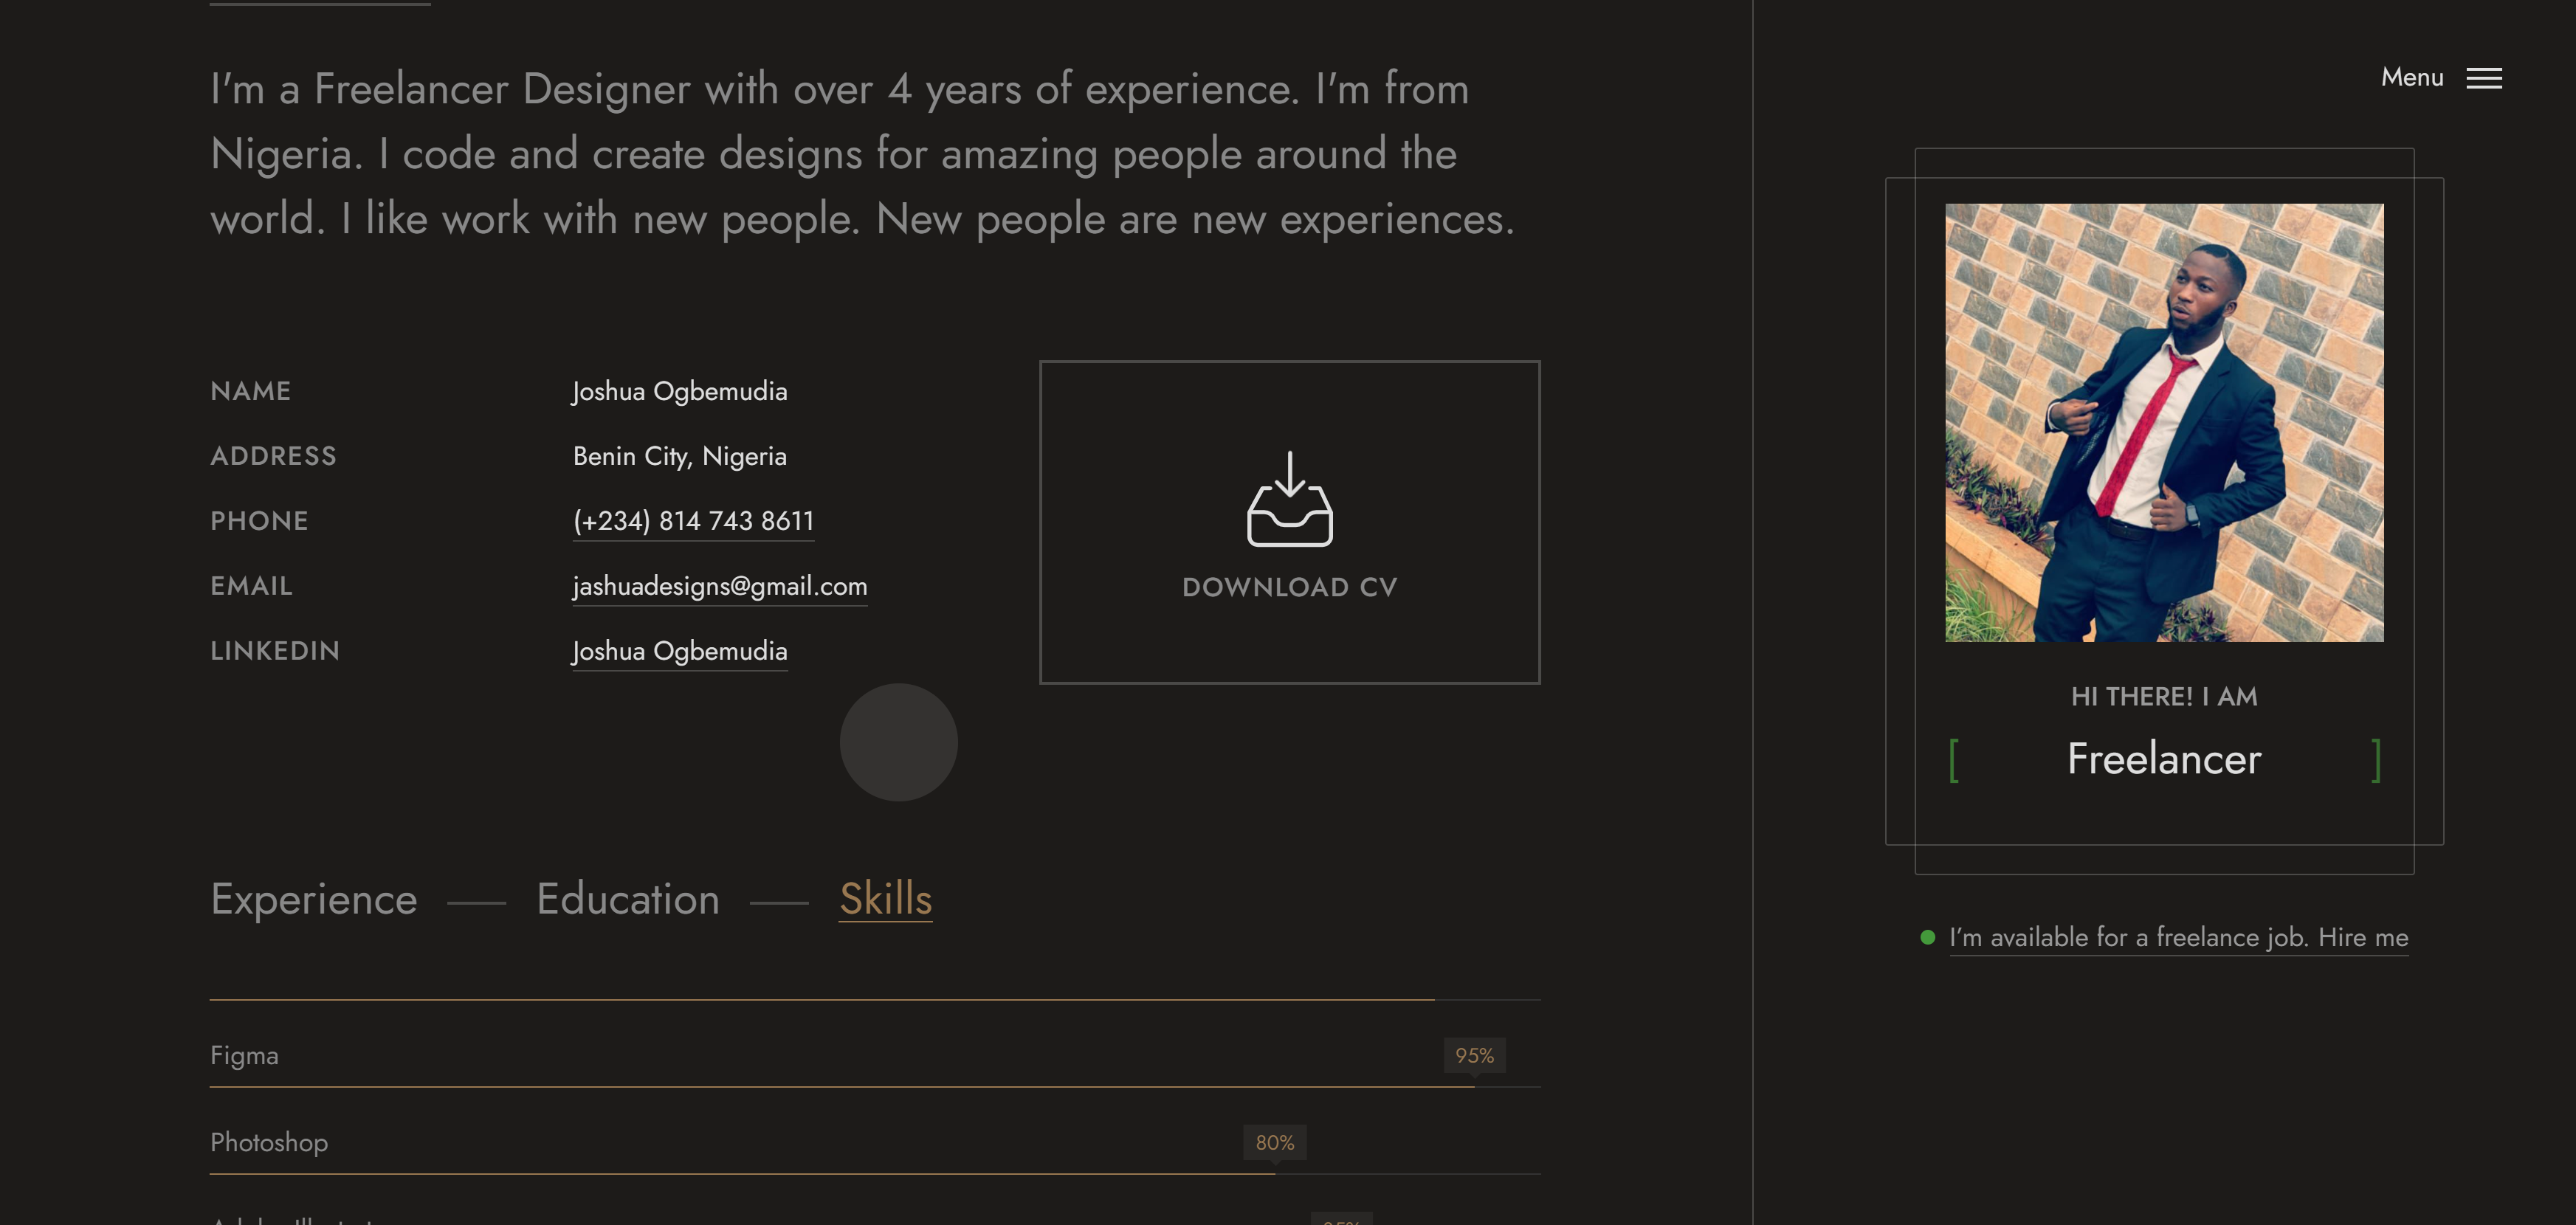 I'm a Freelancer Designer with over 4 years of experience. I'm from
Nigeria. I code and create designs for amazing people around the
world. I like work with new people. New people are new experiences.
NAME Joshua Ogbemudia
ADDRESS Benin City, Nigeria
PHONE (+234) 814 743 8611
EMAIL jashuadesigns@gmail.com
LINKEDIN Joshua Ogbemudia
DOWNLOAD CV
Experience — Education — Skills
Figma 95%
Photoshop 80%
Menu
HI THERE! I AM
[ Freelancer ]
I'm available for a freelance job. Hire me